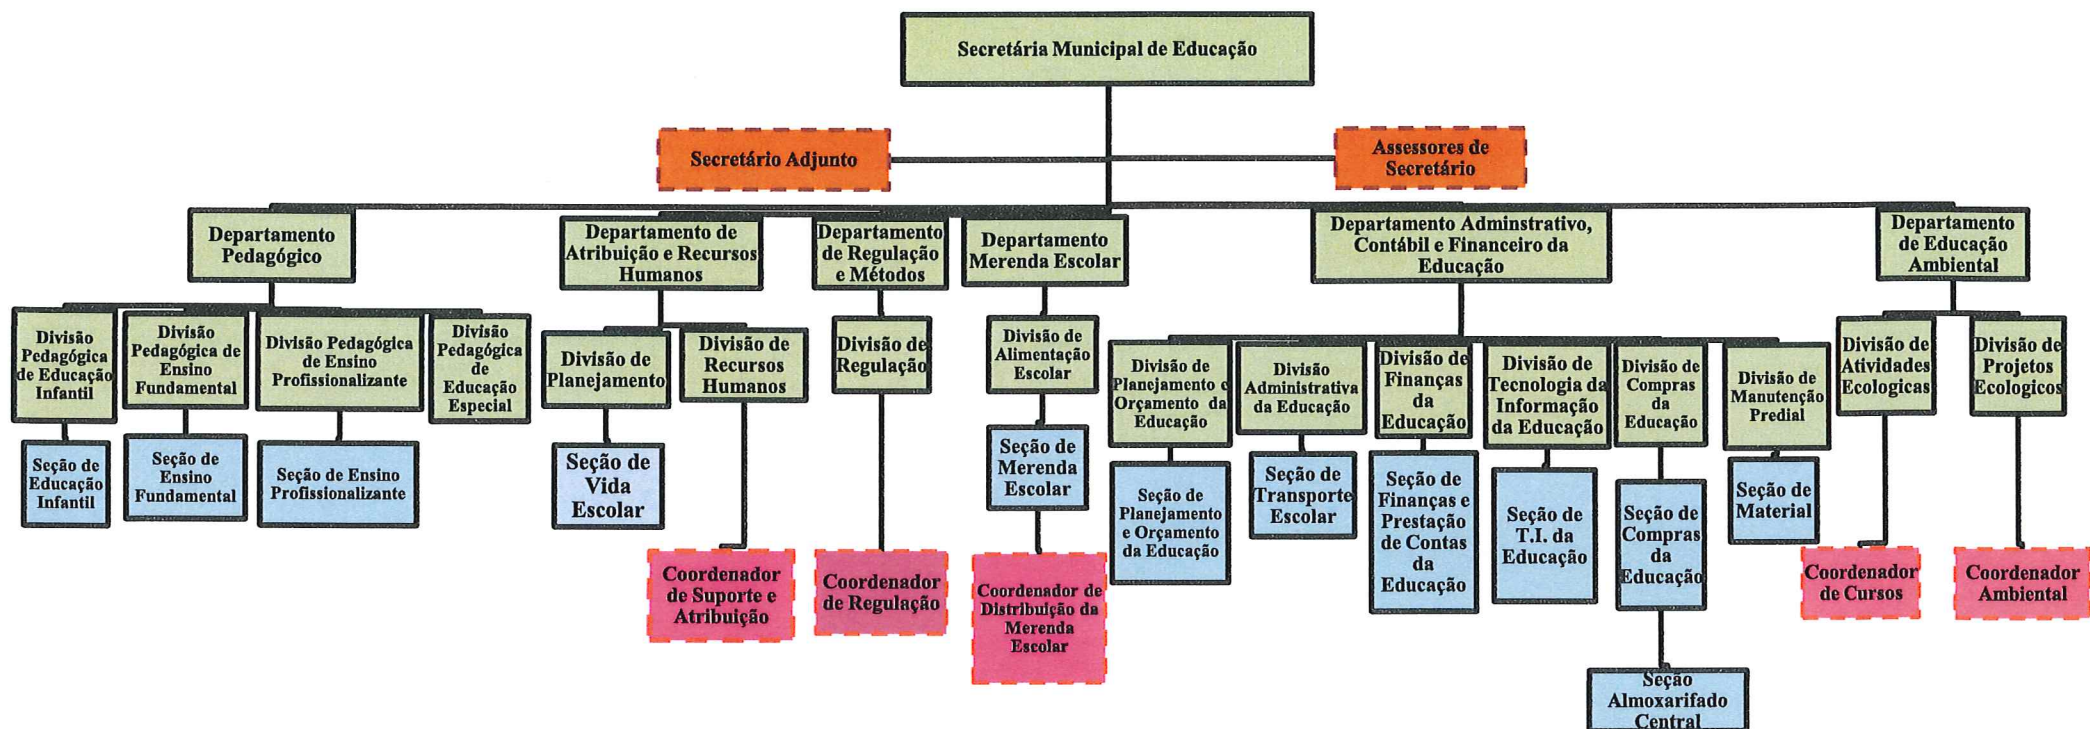 Secretária Municipal de Educação
Secretário Adjunto
Assessores de
Secretário
Departamento
Pedagógico
Departamento de
Atribuição e Recursos
Humanos
Departamento
de Regulação
e Métodos
Departamento
Merenda Escolar
Departamento Adminstrativo,
Contábil e Financeiro da
Educação
Departamento
de Educação
Ambiental
Divisão
Pedagógica
de Educação
Infantil
Divisão
Pedagógica de
Ensino
Fundamental
Divisão Pedagógica
de Ensino
Profissionalizante
Divisão
Pedagógica
de
Educação
Especial
Divisão de
Planejamento
Divisão de
Recursos
Humanos
Divisão de
Regulação
Divisão de
Alimentação
Escolar
Divisão de
Planejamento e
Orçamento da
Educação
Divisão
Administrativa
da Educação
Divisão de
Finanças
da
Educação
Divisão de
Tecnologia da
Informação
da Educação
Divisão de
Compras
da
Educação
Divisão de
Manutenção
Predial
Divisão de
Atividades
Ecologicas
Divisão de
Projetos
Ecologicos
Seção de
Educação
Infantil
Seção de
Ensino
Fundamental
Seção de Ensino
Profissionalizante
Seção de
Vida
Escolar
Seção de
Merenda
Escolar
Seção de
Planejamento
e Orçamento
da Educação
Seção de
Transporte
Escolar
Seção de
Finanças e
Prestação
de Contas
da
Educação
Seção de
T.I. da
Educação
Seção de
Compras
da
Educação
Seção de
Material
Coordenador
de Suporte e
Atribuição
Coordenador
de Regulação
Coordenador de
Distribuição da
Merenda
Escolar
Coordenador
de Cursos
Coordenador
Ambiental
Seção
Almoxarifado
Central